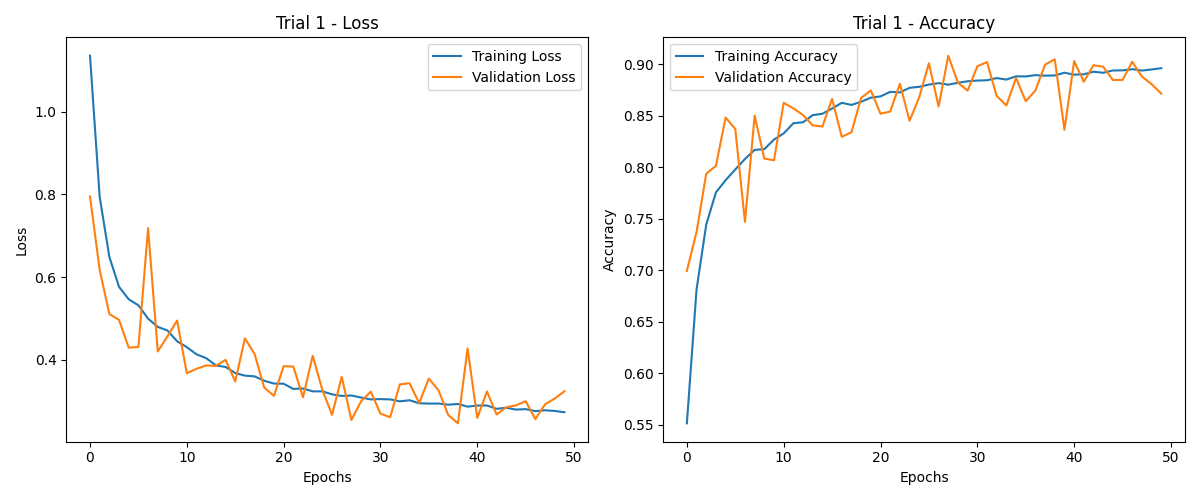 Trial 1 - Loss
Training Loss
Validation Loss
Loss
1.0
0.8
0.6
0.4
0 10 20 30 40 50
Epochs
Trial 1 - Accuracy
Training Accuracy
Validation Accuracy
Accuracy
0.90
0.85
0.80
0.75
0.70
0.65
0.60
0.55
0 10 20 30 40 50
Epochs